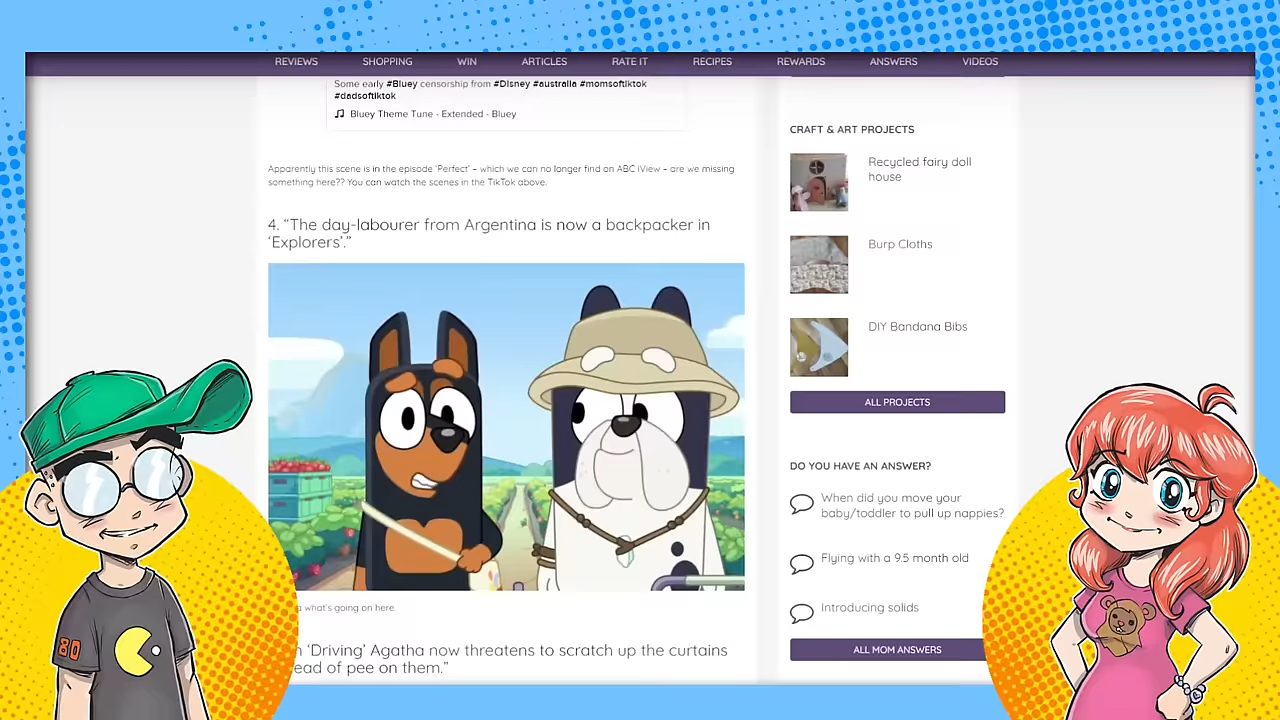 REVIEWS SHOPPING WIN ARTICLES RATE IT RECIPES REWARDS ANSWERS VIDEOS
Some early #Bluey censorship from #Disney #australia #momsoftiktok
#dadsoftiktok
Bluey Theme Tune - Extended - Bluey
Apparently this scene is in the episode ‘Perfect’ – which we can no longer find on ABC iView – are we missing
something here?? You can watch the scenes in the TikTok above.
4. “The day-labourer from Argentina is now a backpacker in
‘Explorers’.”
what’s going on here.
‘Driving’ Agatha now threatens to scratch up the curtains
of pee on them.”
CRAFT & ART PROJECTS
Recycled fairy doll
house
Burp Cloths
DIY Bandana Bibs
ALL PROJECTS
DO YOU HAVE AN ANSWER?
When did you move your
baby/toddler to pull up nappies?
Flying with a 9.5 month old
Introducing solids
ALL MOM ANSWERS
80